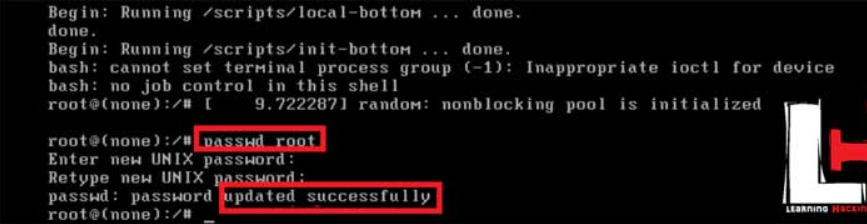 Begin: Running /scripts/local-bottom ... done.
done.
Begin: Running /scripts/init-bottom ... done.
bash: cannot set terminal process group (-1): Inappropriate ioctl for device
bash: no job control in this shell
root@(none):/# [    9.722287] random: nonblocking pool is initialized
root@(none):/# passwd root
Enter new UNIX password:
Retype new UNIX password:
passwd: password updated successfully
root@(none):/# _
LEARNING HACKIN